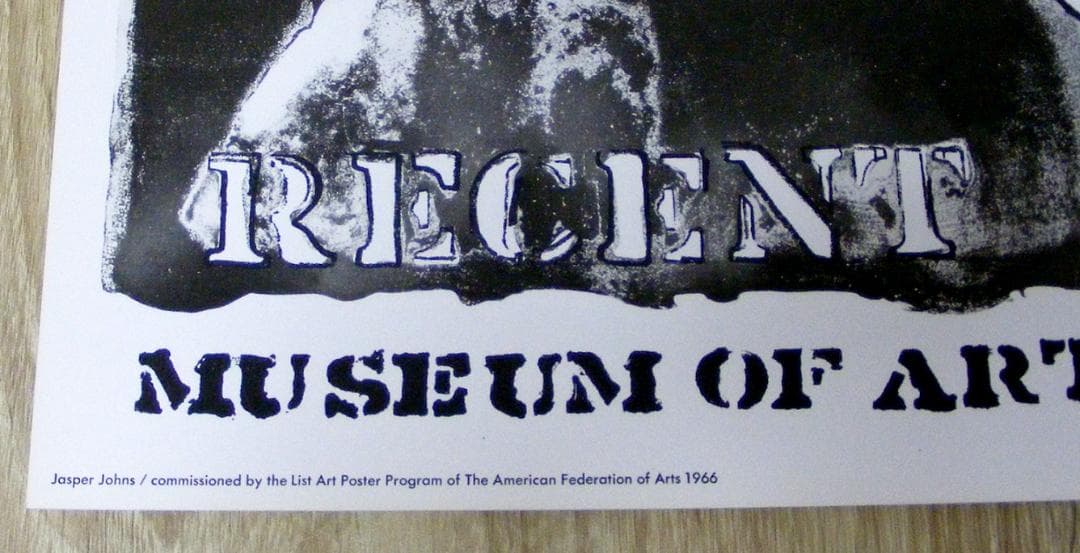 RECENT
MUSEUM OF ART
Jasper Johns / commissioned by the List Art Poster Program of The American Federation of Arts 1966